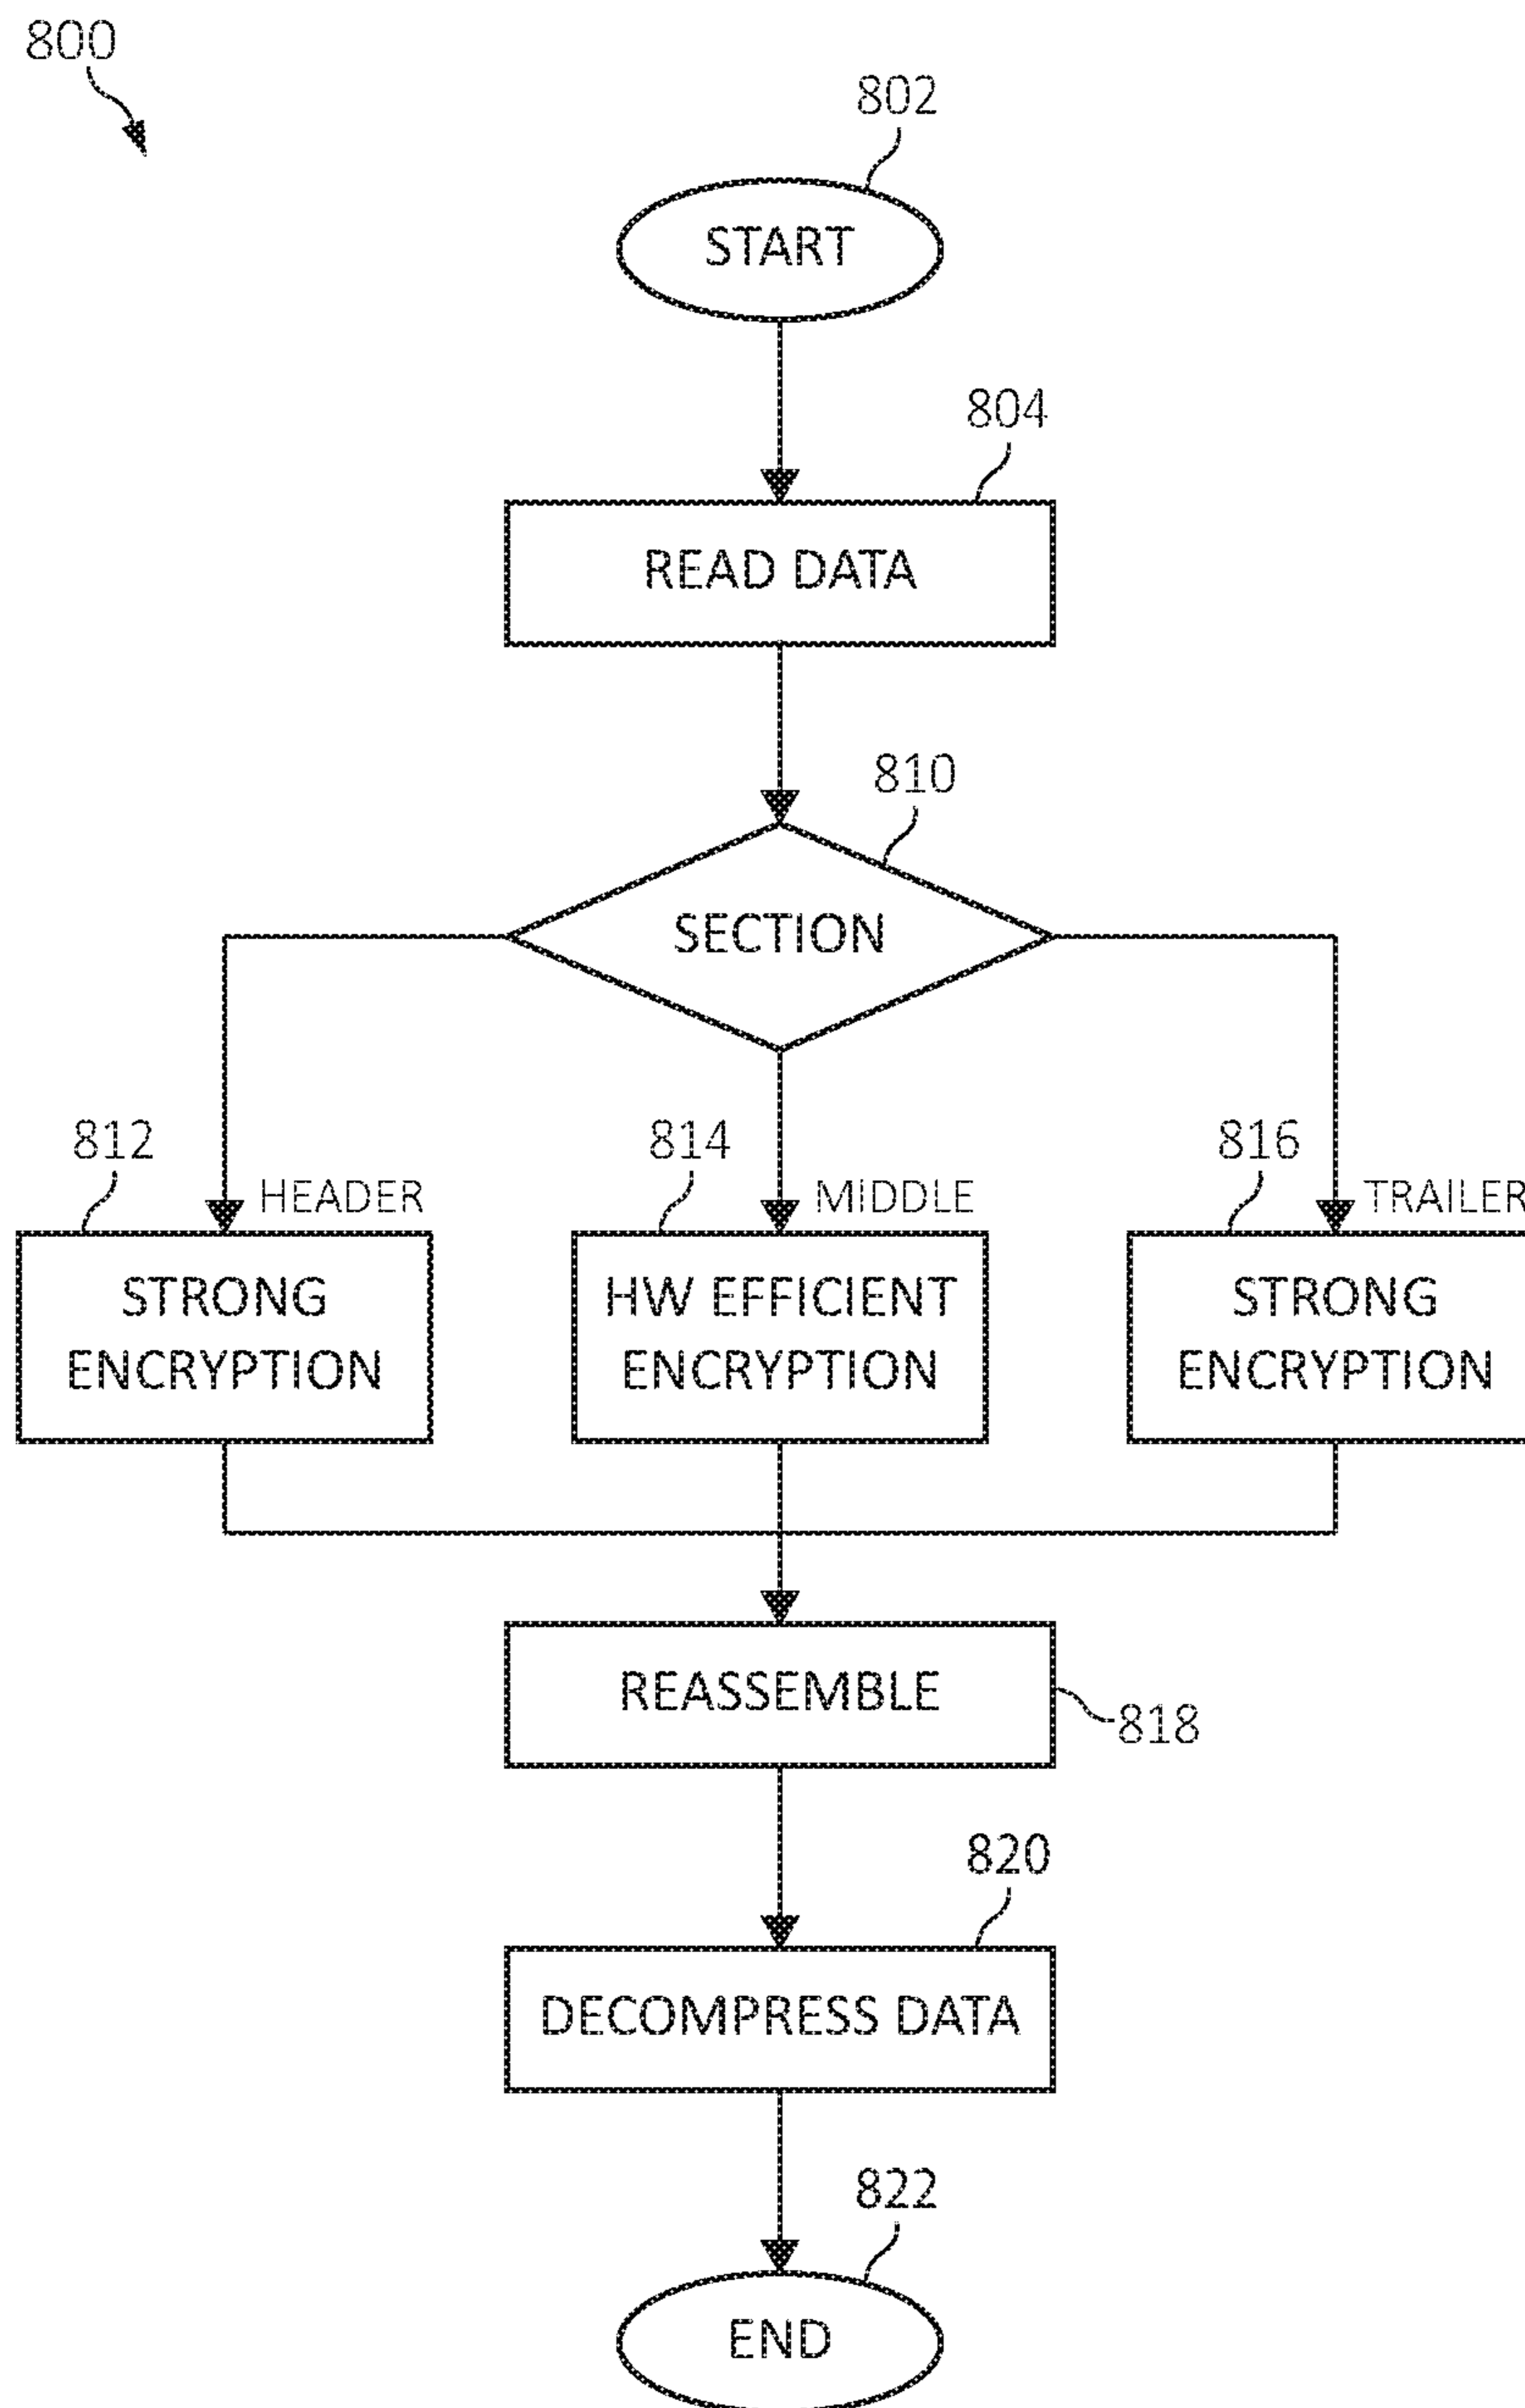 800
802
START
804
READ DATA
810
SECTION
812
HEADER
814
MIDDLE
816
TRAILER
STRONG
ENCRYPTION
HW EFFICIENT
ENCRYPTION
STRONG
ENCRYPTION
REASSEMBLE
818
820
DECOMPRESS DATA
822
END